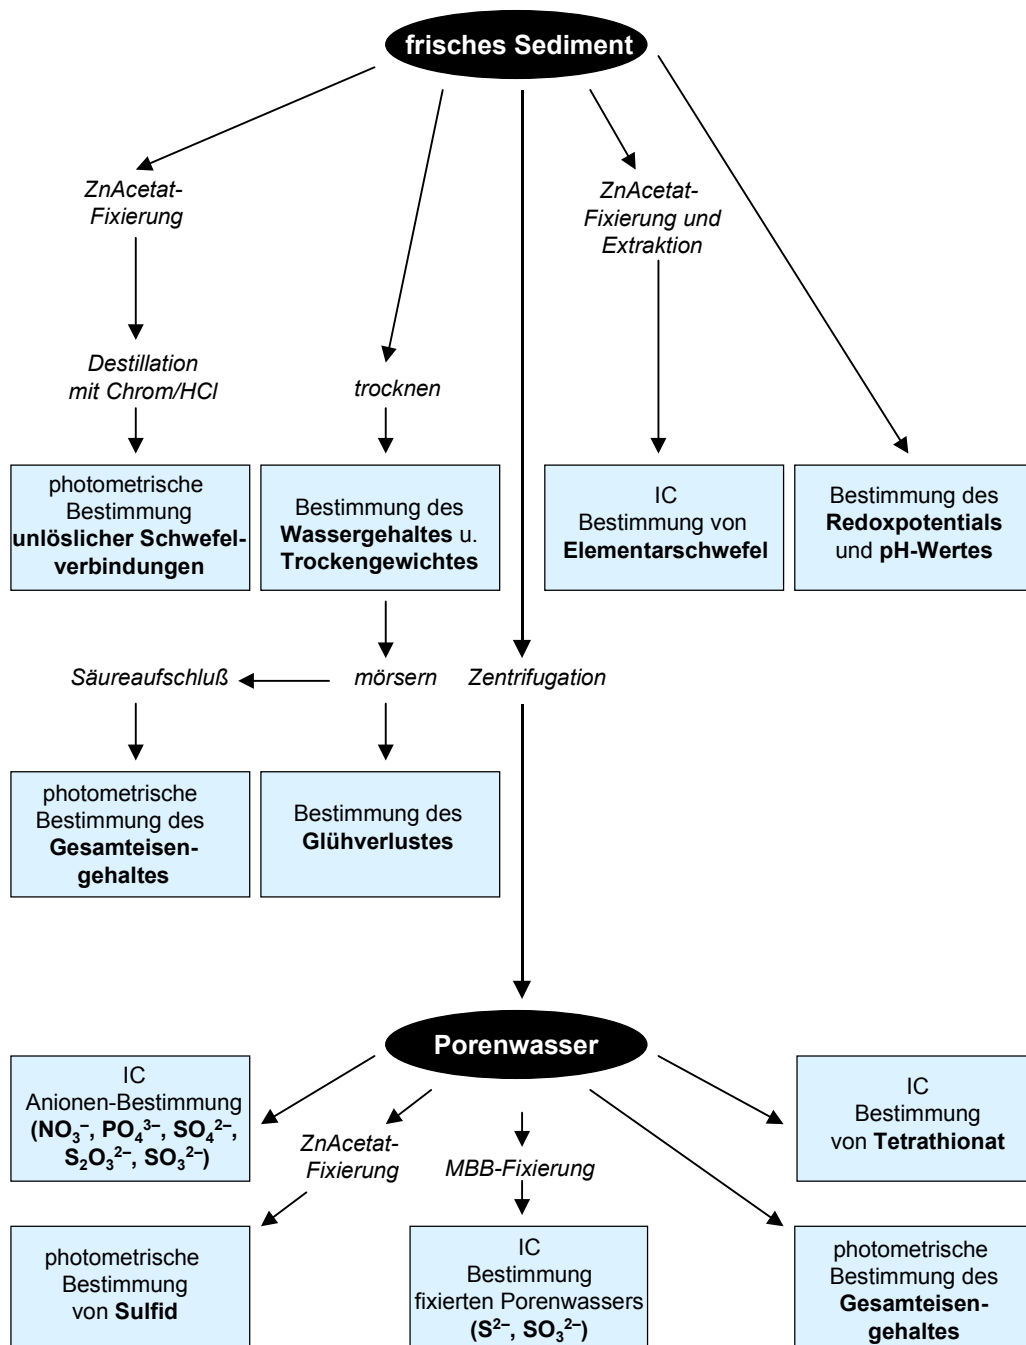 frisches Sediment
ZnAcetat-
Fixierung
ZnAcetat-
Fixierung und
Extraktion
Destillation
mit Chrom/HCl
trocknen
photometrische
Bestimmung
unlöslicher Schwefel-
verbindungen
Bestimmung des
Wassergehaltes u.
Trockengewichtes
IC
Bestimmung von
Elementarschwefel
Bestimmung des
Redoxpotentials
und pH-Wertes
Säureaufschluß
mörsern
Zentrifugation
photometrische
Bestimmung des
Gesamteisen-
gehaltes
Bestimmung des
Glühverlustes
Porenwasser
IC
Anionen-Bestimmung
(NO₃⁻, PO₄³⁻, SO₄²⁻,
S₂O₃²⁻, SO₃²⁻)
ZnAcetat-
Fixierung
MBB-Fixierung
IC
Bestimmung
von Tetrathionat
photometrische
Bestimmung
von Sulfid
IC
Bestimmung
fixierten Porenwassers
(S²⁻, SO₃²⁻)
photometrische
Bestimmung des
Gesamteisen-
gehaltes